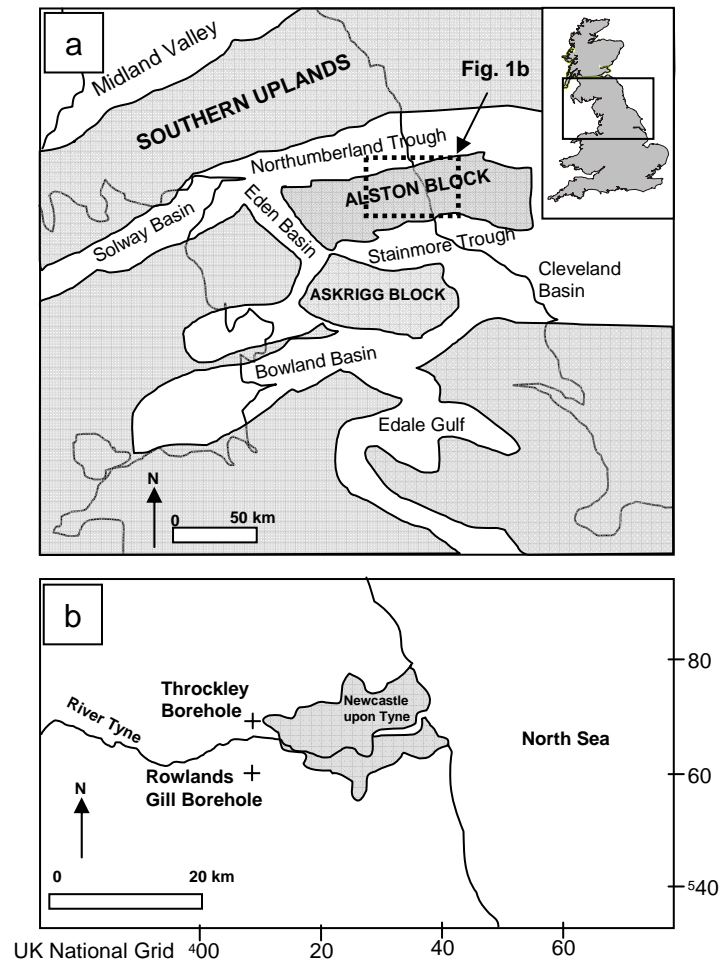 a
Midland Valley
SOUTHERN UPLANDS
Fig. 1b
Northumberland Trough
ALSTON BLOCK
Solway Basin
Eden Basin
Stainmore Trough
ASKRIGG BLOCK
Cleveland
Basin
Bowland Basin
Edale Gulf
N
0 50 km
b
80
Throckley
Borehole
Newcastle
upon Tyne
River Tyne
North Sea
Rowlands
Gill Borehole
60
N
0 20 km
⁵40
UK National Grid ⁴00 20 40 60